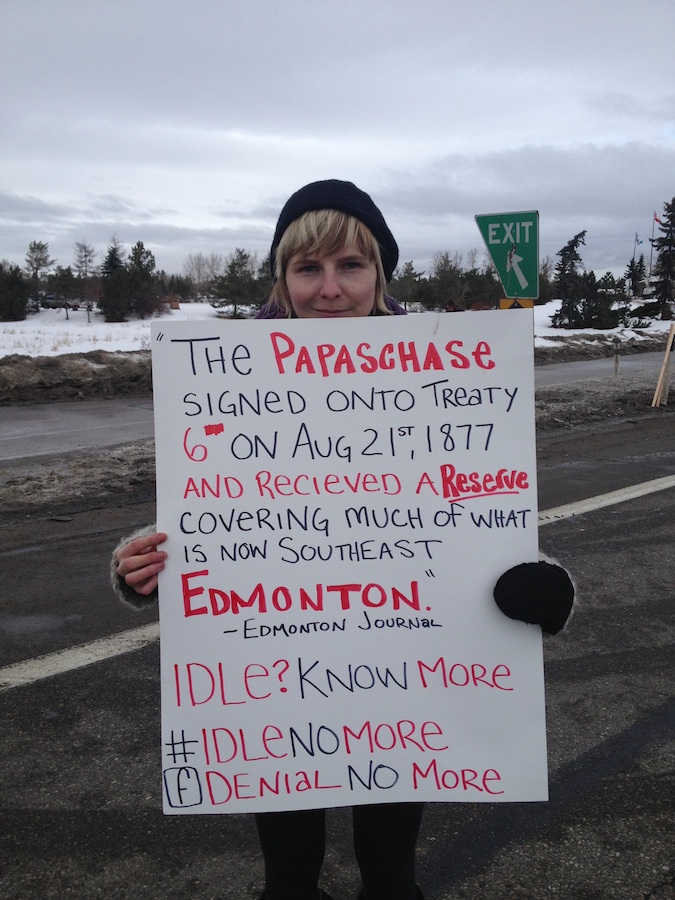 EXIT
"THE PAPASCHASE
SIGNED ONTO TREATY
6 ON AUG 21ST, 1877
AND RECIEVED A Reserve
COVERING MUCH OF WHAT
IS NOW SOUTHEAST
EDMONTON."
- EDMONTON JOURNAL
IDLE? KNOW MORE
#IDLENOMORE
f DENIAL NO MORE